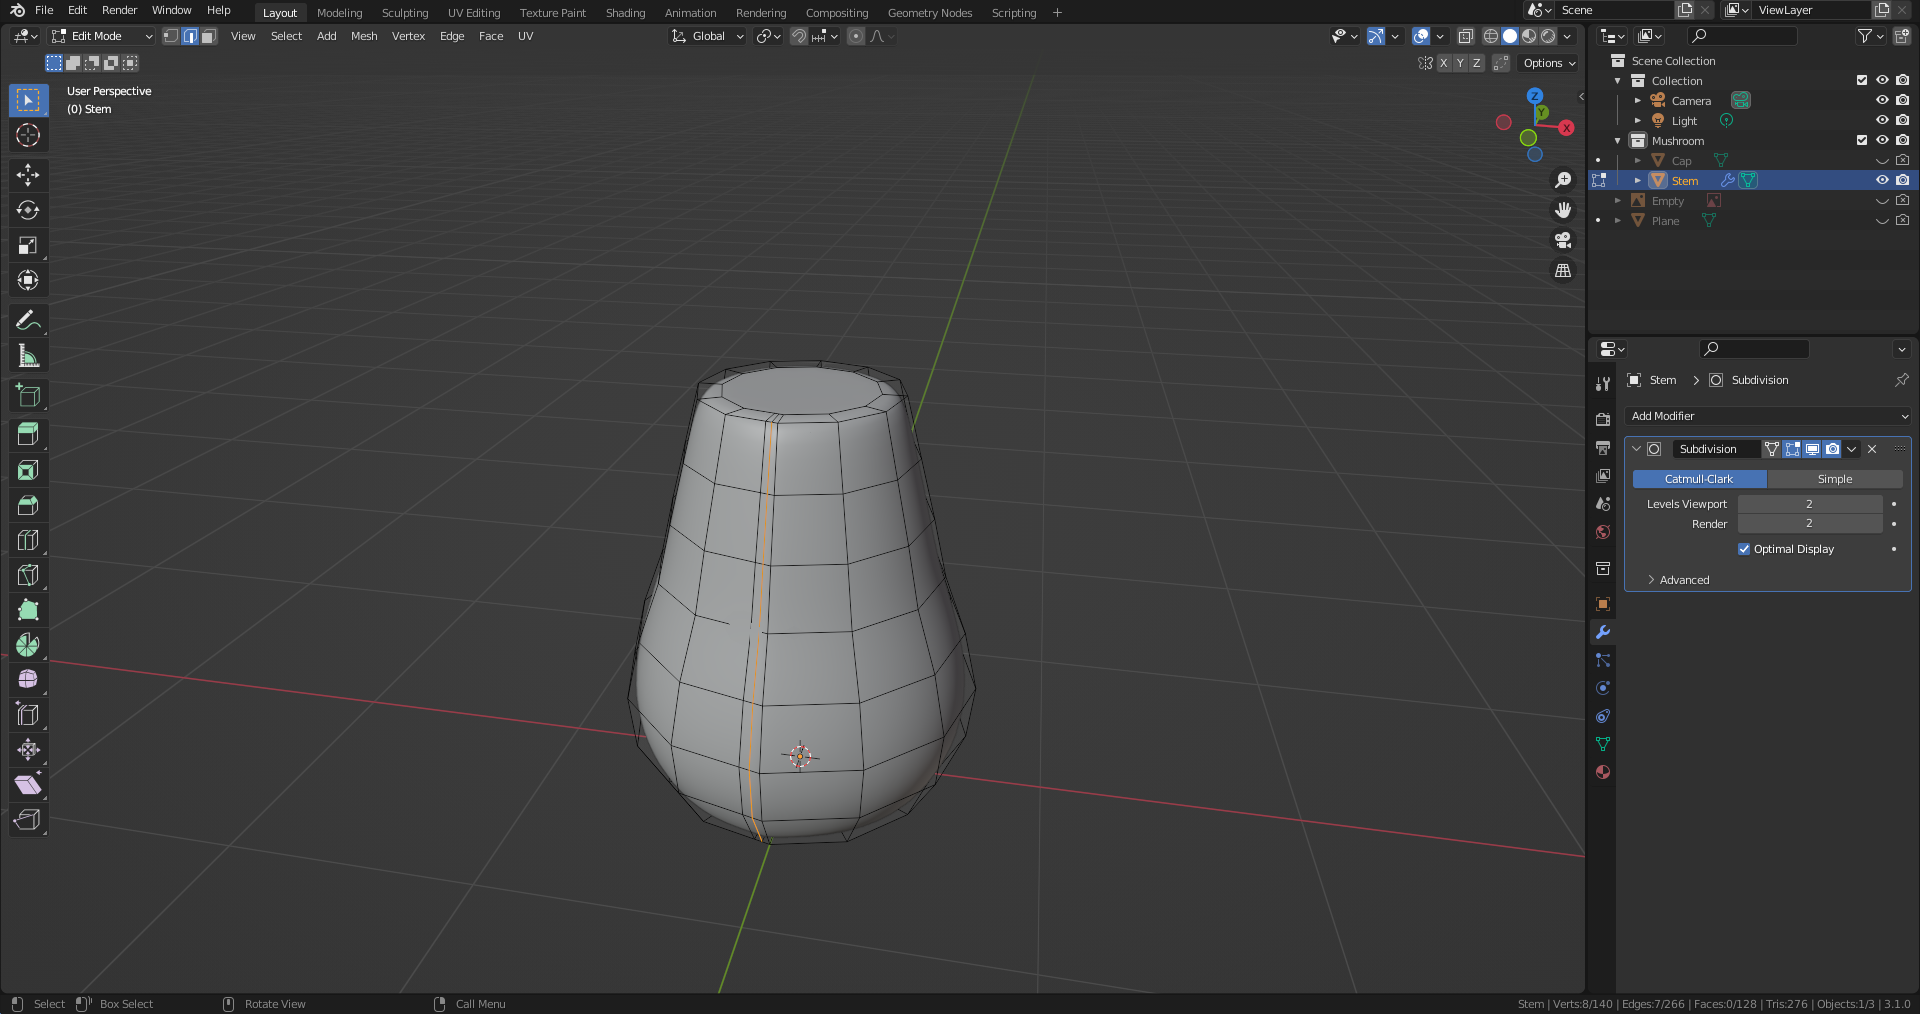 File Edit Render Window Help Layout Modeling Sculpting UV Editing Texture Paint Shading Animation Rendering Compositing Geometry Nodes Scripting + Scene ViewLayer
Edit Mode View Select Add Mesh Vertex Edge Face UV Global
X Y Z Options
User Perspective
(0) Stem
Z
Y
X
Scene Collection
Collection
Camera
Light
Mushroom
Cap
Stem
Empty
Plane
Stem > Subdivision
Add Modifier
Subdivision
Catmull-Clark Simple
Levels Viewport 2
Render 2
Optimal Display
Advanced
Select Box Select Rotate View Call Menu Stem | Verts:8/140 | Edges:7/266 | Faces:0/128 | Tris:276 | Objects:1/3 | 3.1.0